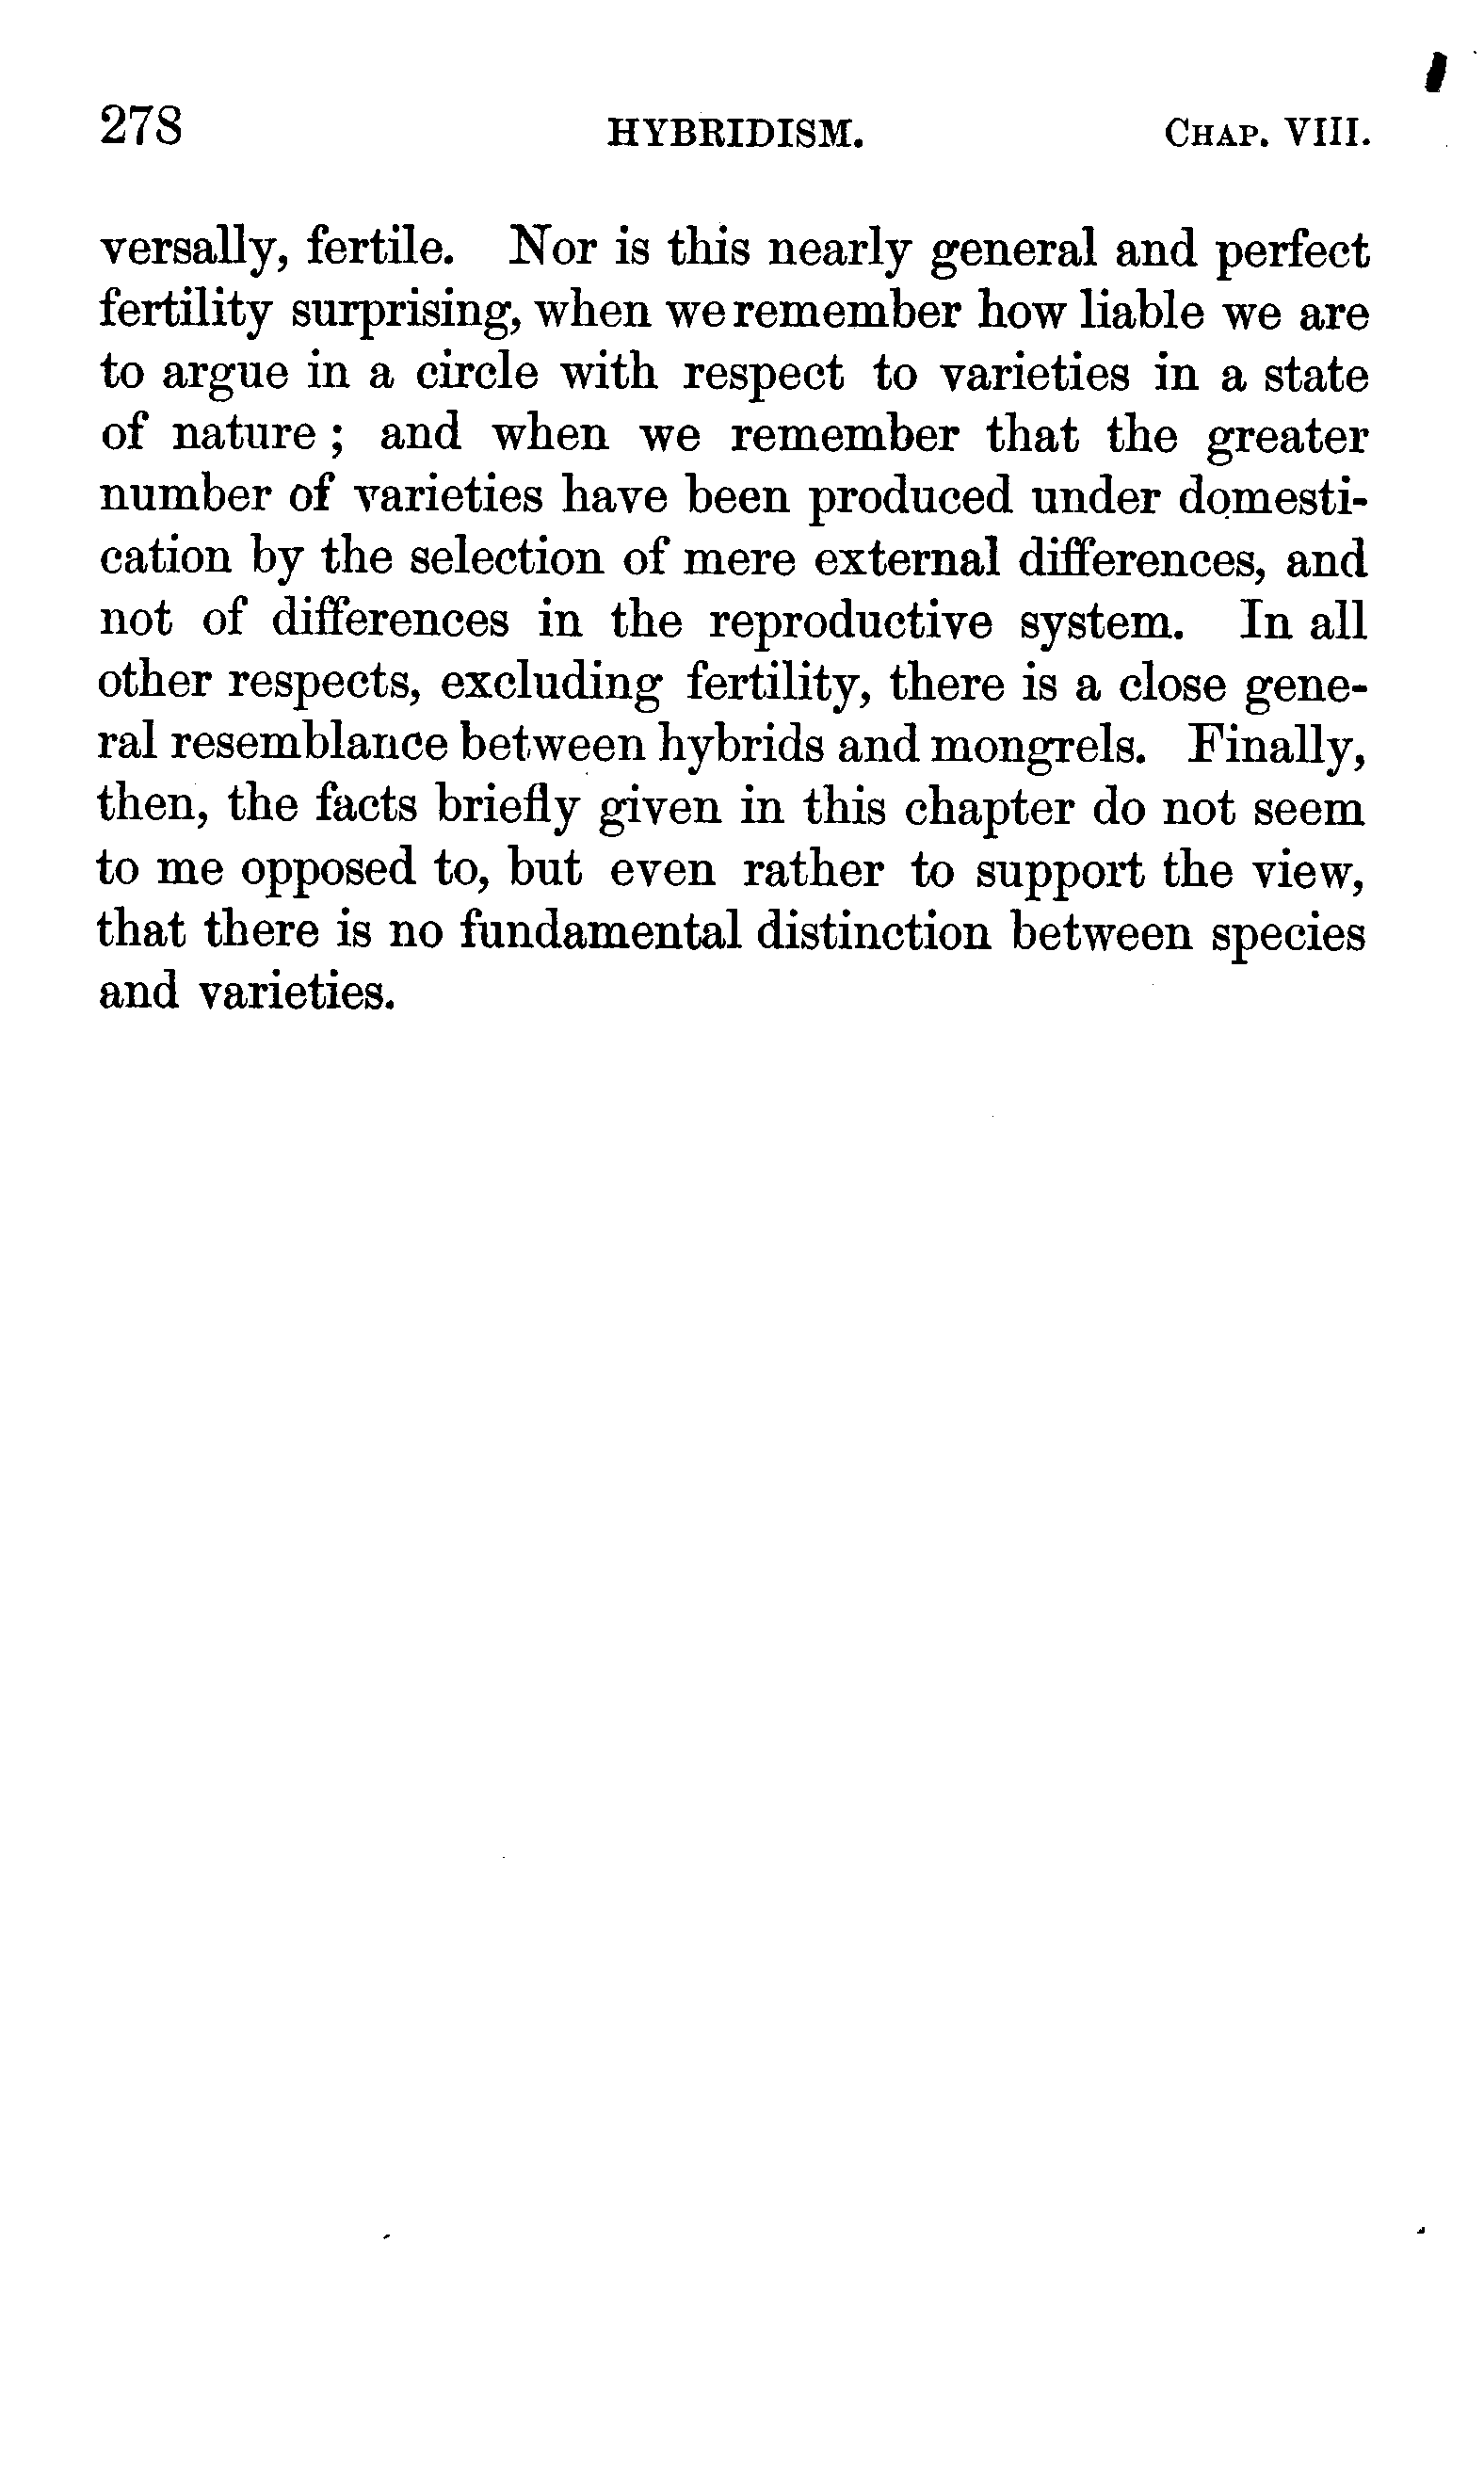 278 HYBRIDISM. CHAP. VIII.
versally, fertile. Nor is this nearly general and perfect
fertility surprising, when we remember how liable we are
to argue in a circle with respect to varieties in a state
of nature ; and when we remember that the greater
number of varieties have been produced under domesti-
cation by the selection of mere external differences, and
not of differences in the reproductive system. In all
other respects, excluding fertility, there is a close gene-
ral resemblance between hybrids and mongrels. Finally,
then, the facts briefly given in this chapter do not seem
to me opposed to, but even rather to support the view,
that there is no fundamental distinction between species
and varieties.